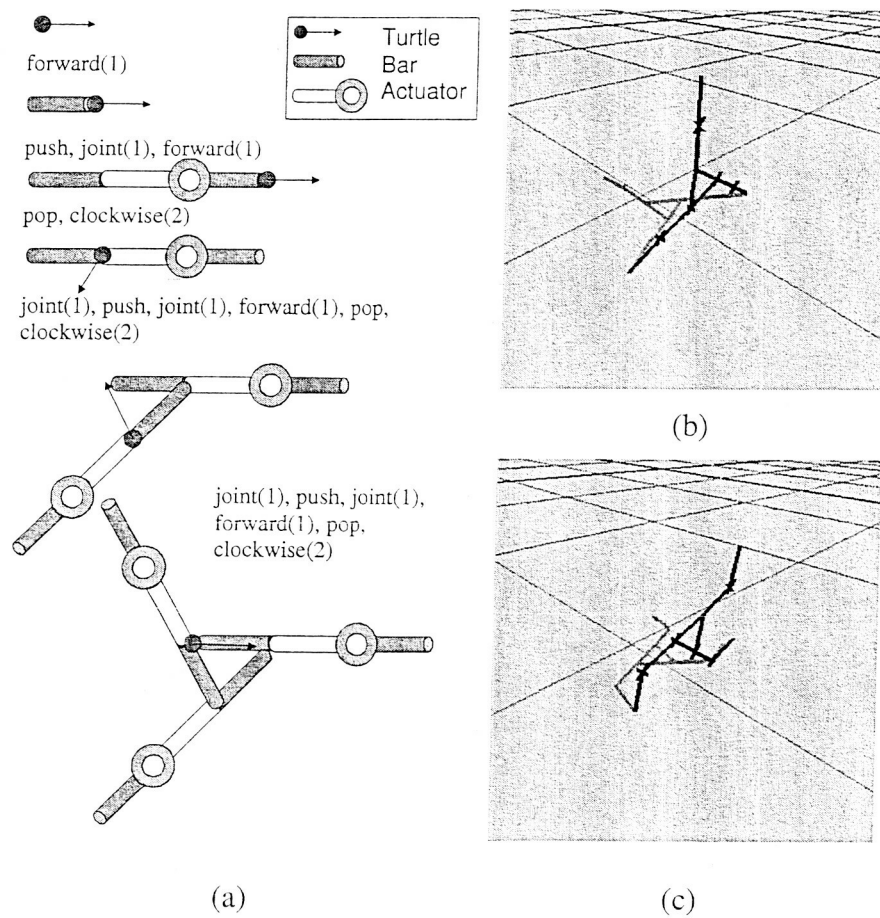 forward(1)
push, joint(1), forward(1)
pop, clockwise(2)
joint(1), push, joint(1), forward(1), pop,
clockwise(2)
joint(1), push, joint(1),
forward(1), pop,
clockwise(2)
(a)
Turtle
Bar
Actuator
(b)
(c)